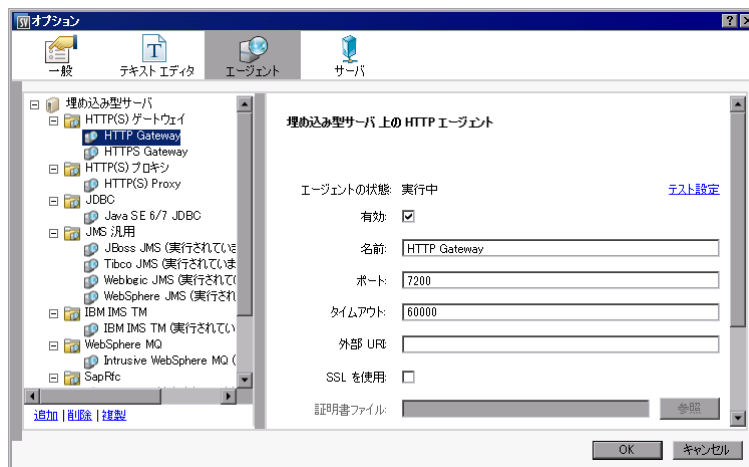 SV オプション
一般
テキスト エディタ
エージェント
サーバ
埋め込み型サーバ
HTTP(S) ゲートウェイ
HTTP Gateway
HTTPS Gateway
HTTP(S) プロキシ
HTTP(S) Proxy
JDBC
Java SE 6/7 JDBC
JMS 汎用
JBoss JMS (実行されていま
Tibco JMS (実行されていま
Weblogic JMS (実行されて
WebSphere JMS (実行され
IBM IMS TM
IBM IMS TM (実行されてい
WebSphere MQ
Intrusive WebSphere MQ (
SapRfc
追加 | 削除 | 複製
埋め込み型サーバ 上の HTTP エージェント
エージェントの状態: 実行中
テスト設定
有効:
名前: HTTP Gateway
ポート: 7200
タイムアウト: 60000
外部 URI:
SSL を使用:
証明書ファイル:
参照
OK
キャンセル